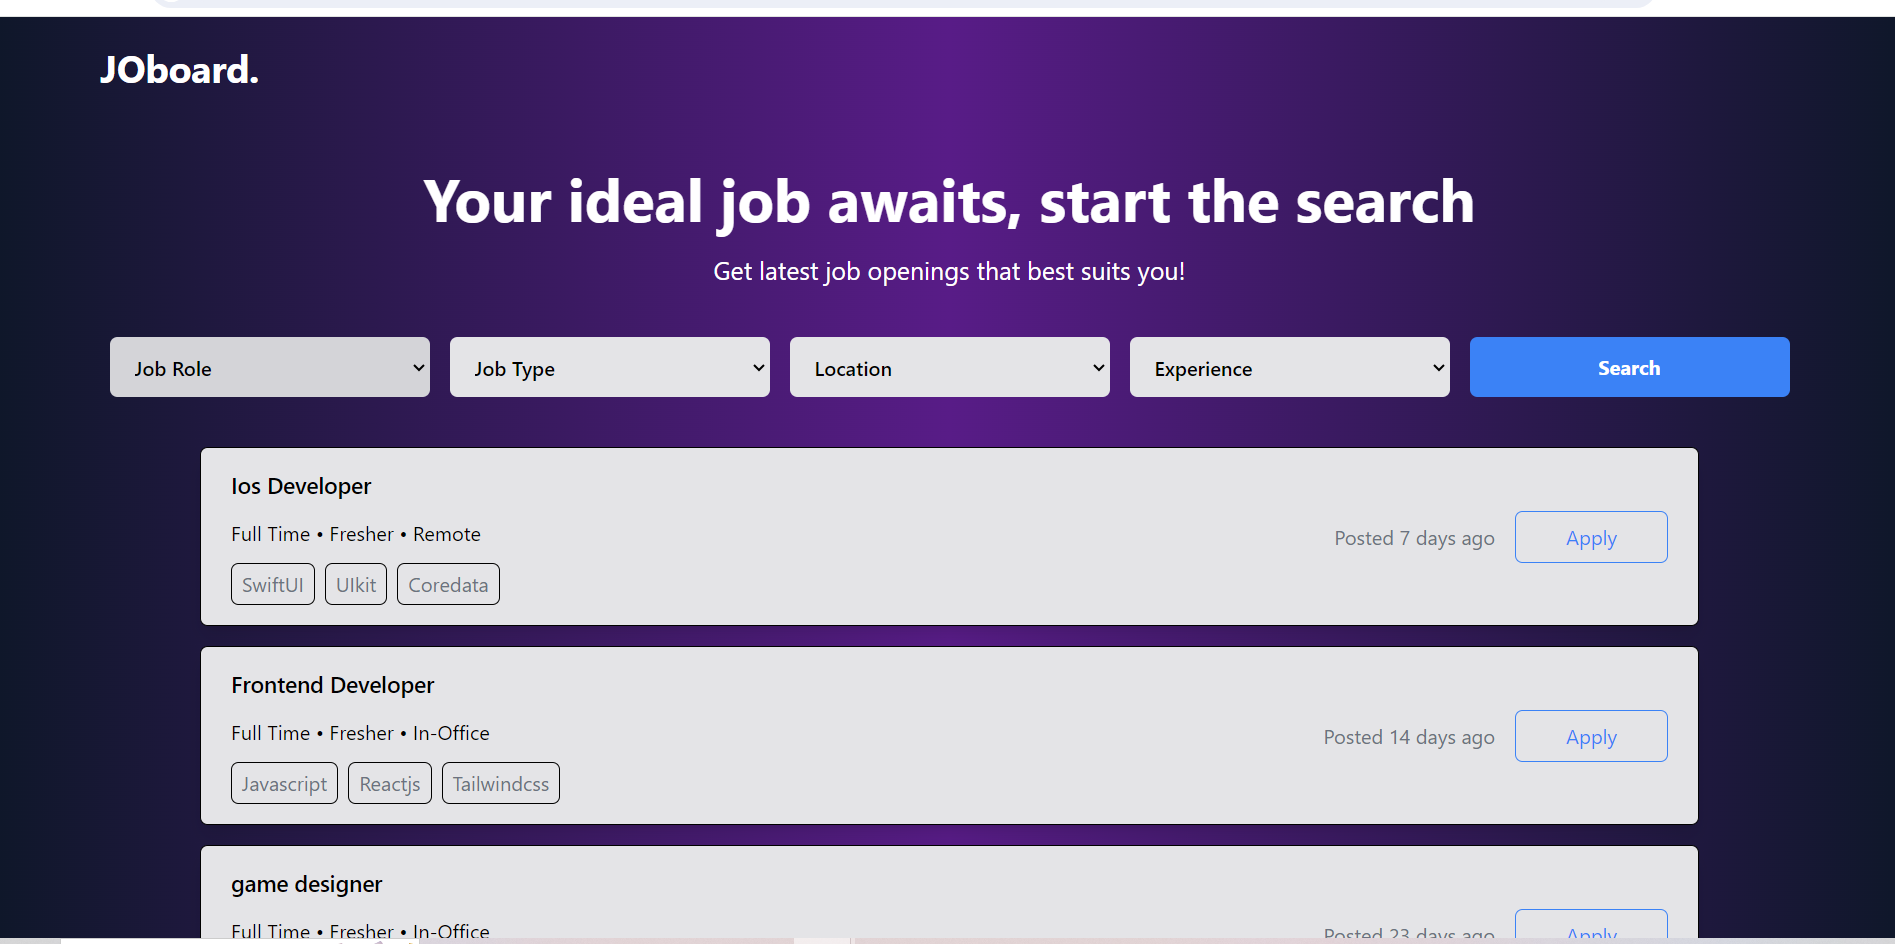 JOboard.
Your ideal job awaits, start the search
Get latest job openings that best suits you!
Job Role Job Type Location Experience Search
Ios Developer
Full Time • Fresher • Remote
Posted 7 days ago Apply
SwiftUI UIkit Coredata
Frontend Developer
Full Time • Fresher • In-Office
Posted 14 days ago Apply
Javascript Reactjs Tailwindcss
game designer
Full Time • Fresher • In-Office
Posted 23 days ago Apply